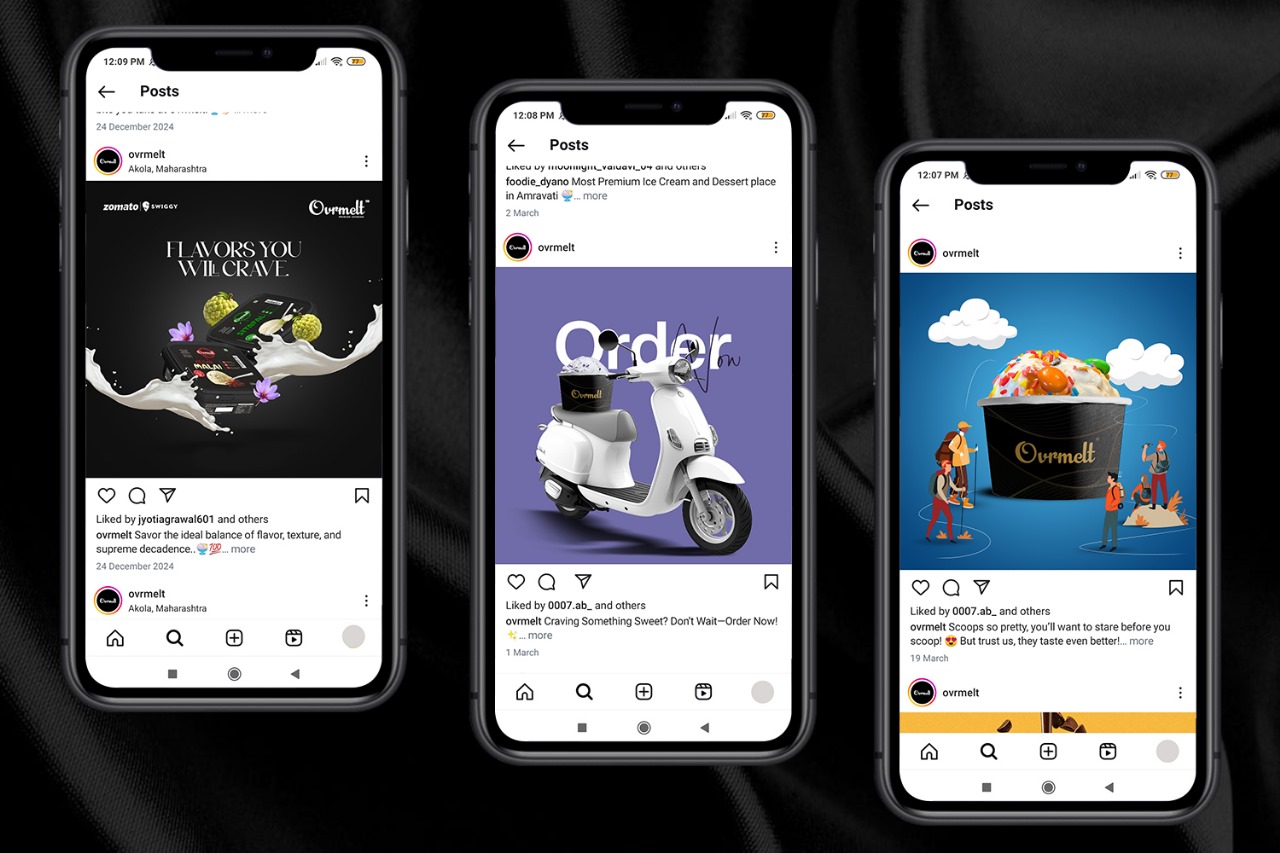 12:09 PM
77
Posts
24 December 2024
ovrmelt
Akola, Maharashtra
zomato SWIGGY
Ovrmelt™
FLAVORS YOU
WILL CRAVE
MALAI
Liked by jyotiagrawal601 and others
ovrmelt Savor the ideal balance of flavor, texture, and
supreme decadence..🍨💯... more
24 December 2024
ovrmelt
Akola, Maharashtra
12:08 PM
77
Posts
Liked by moonlight_valdavi_04 and others
foodie_dyano Most Premium Ice Cream and Dessert place
in Amravati 🍨... more
2 March
ovrmelt
Order
Now
Ovrmelt
Liked by 0007.ab_ and others
ovrmelt Craving Something Sweet? Don't Wait—Order Now!
✨... more
1 March
12:07 PM
77
Posts
ovrmelt
Ovrmelt
Liked by 0007.ab_ and others
ovrmelt Scoops so pretty, you'll want to stare before you
scoop! 😍 But trust us, they taste even better!... more
19 March
ovrmelt